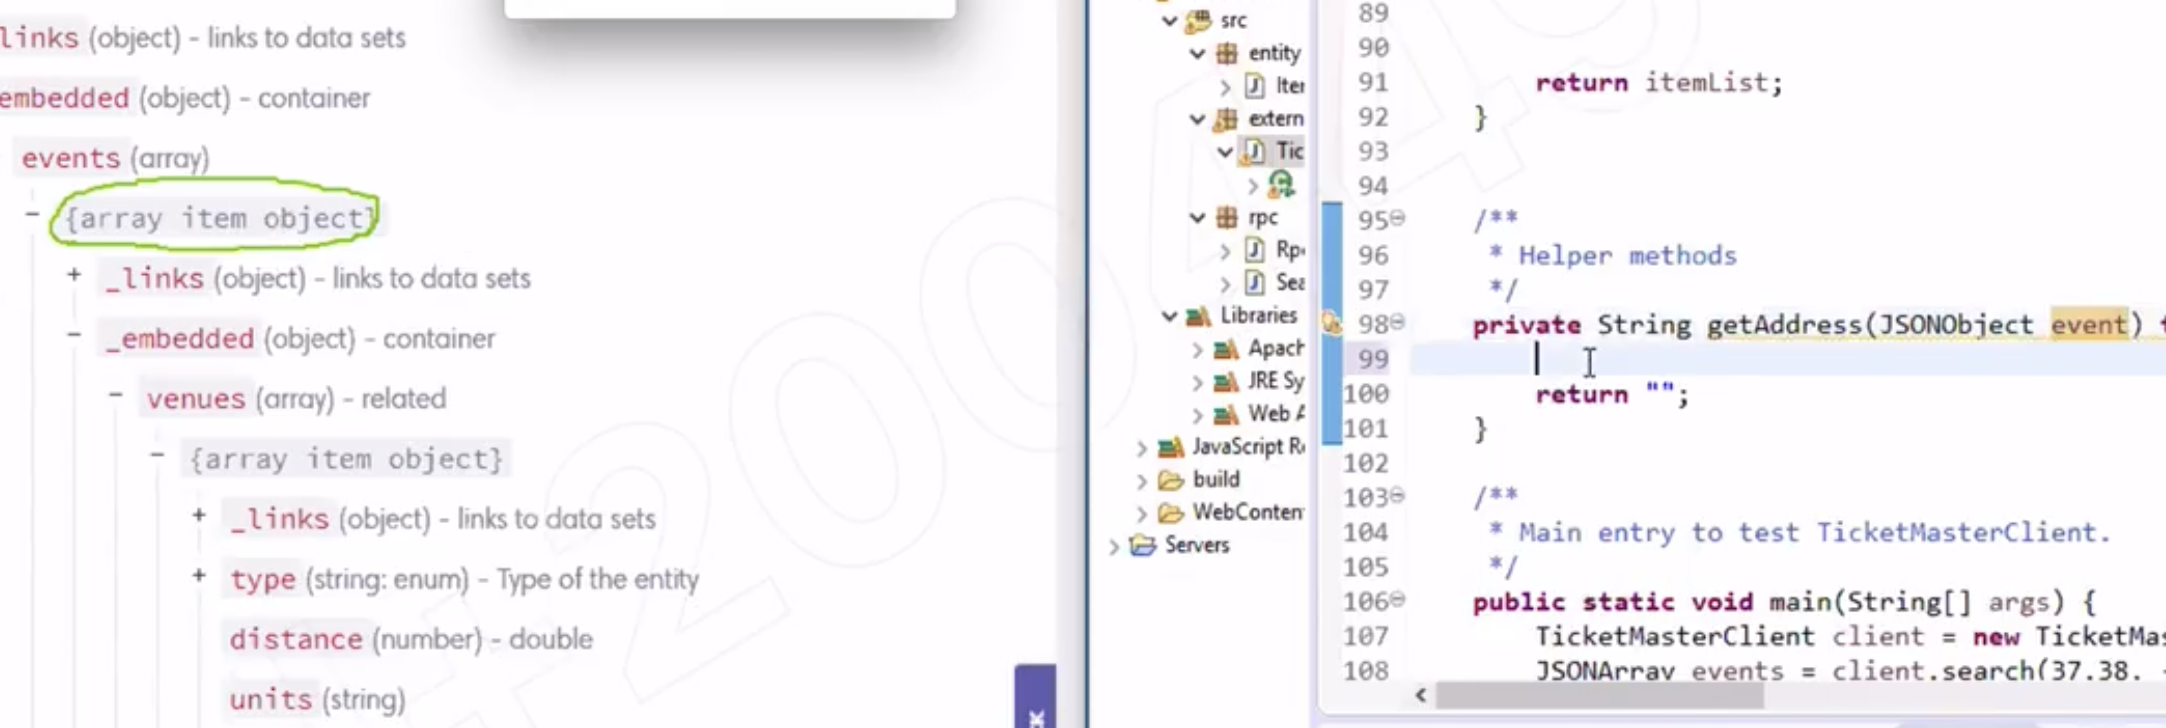 links (object) - links to data sets
embedded (object) - container
events (array)
{array item object}
+ _links (object) - links to data sets
_embedded (object) - container
venues (array) - related
{array item object}
+ _links (object) - links to data sets
+ type (string: enum) - Type of the entity
distance (number) - double
units (string)
src
entity
Iter
extern
Tic
rpc
Rp
Sea
Libraries
Apach
JRE Sy
Web A
JavaScript Re
build
WebConten
Servers
89
90
91 return itemList;
92 }
93
94
95 /**
96 * Helper methods
97 */
98 private String getAddress(JSONObject event) t
99
100 return "";
101 }
102
103 /**
104 * Main entry to test TicketMasterClient.
105 */
106 public static void main(String[] args) {
107 TicketMasterClient client = new TicketMas
108 JSONArray events = client.search(37.38, -